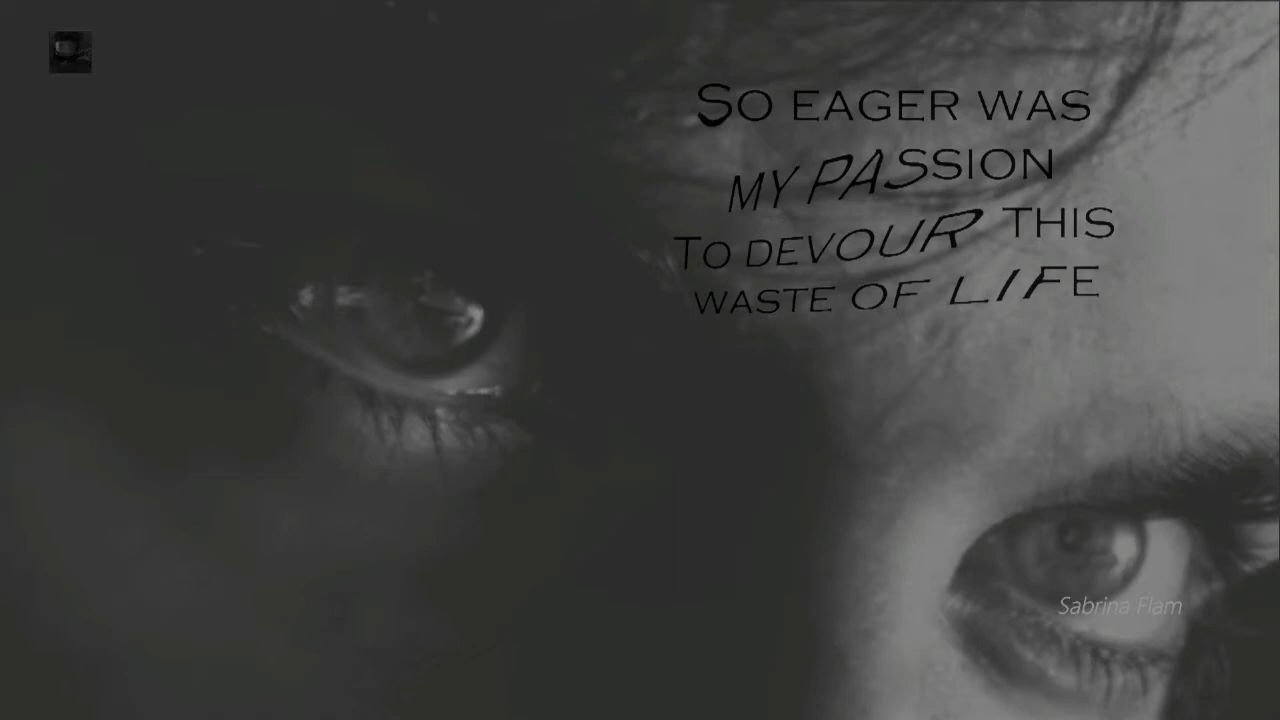 So EAGER WAS
MY PASSION
To DEVOUR THIS
WASTE OF LIFE
Sabrina Flam